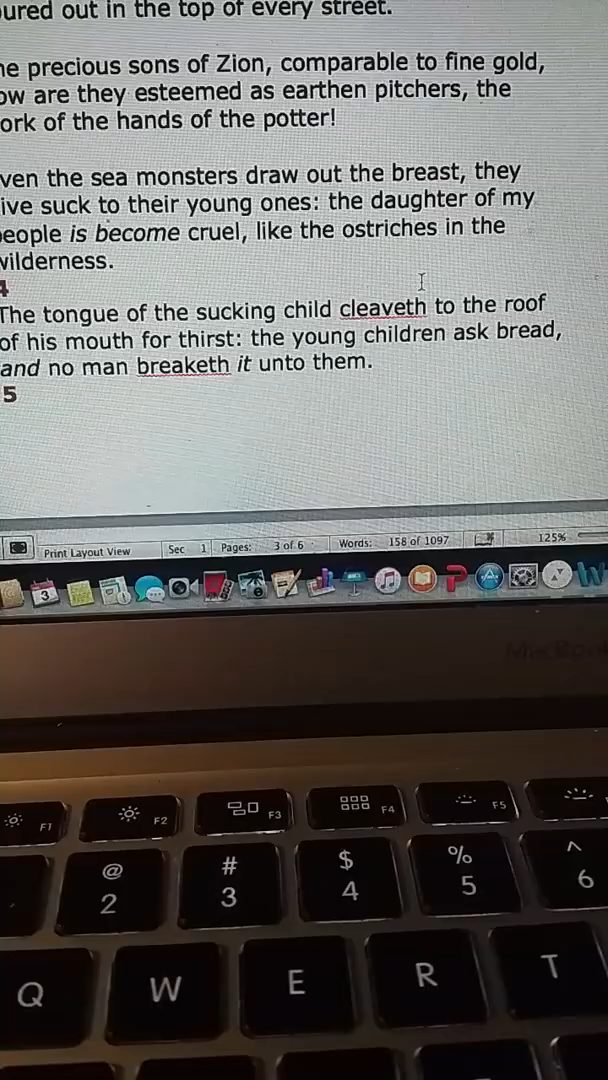 oured out in the top of every street.
he precious sons of Zion, comparable to fine gold,
ow are they esteemed as earthen pitchers, the
ork of the hands of the potter!
ven the sea monsters draw out the breast, they
ive suck to their young ones: the daughter of my
people is become cruel, like the ostriches in the
wilderness.
4
The tongue of the sucking child cleaveth to the roof
of his mouth for thirst: the young children ask bread,
and no man breaketh it unto them.
5
Print Layout View Sec 1 Pages: 3 of 6 Words: 158 of 1097 125%
3
MacBook
F1 F2 F3 F4 F5
@ # $ % ^
2 3 4 5 6
Q W E R T